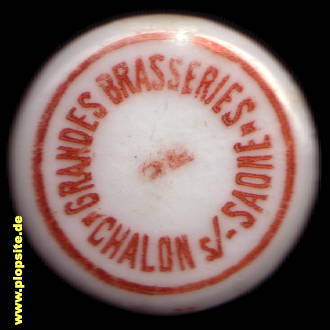 GRANDES BRASSERIES
CHALON s/-SAONE
www.plopsite.de